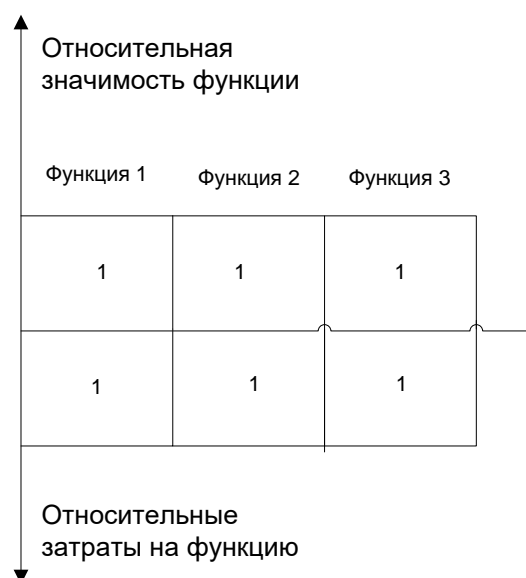 Относительная
значимость функции
Функция 1 Функция 2 Функция 3
1 1 1
1 1 1
Относительные
затраты на функцию